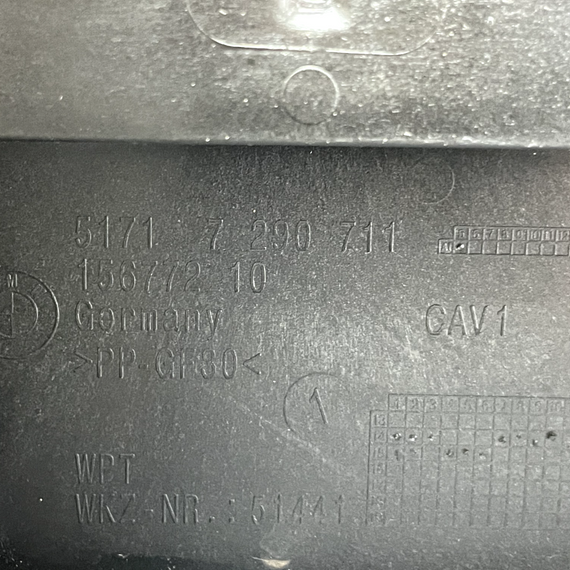 5171 7 290 711
156772 10
M
Germany
CAV1
>PP-GF30<
1
WPT
WKZ-NR.: 51441